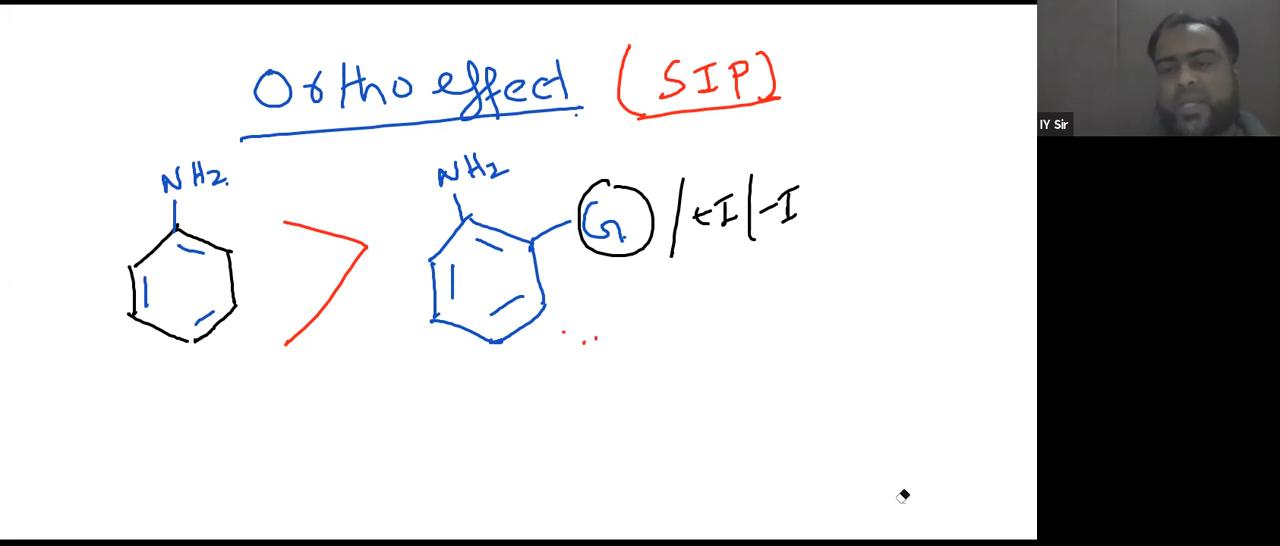 Ortho effect (SIP)
IY Sir
NH2.
NH2
G / +I | -I